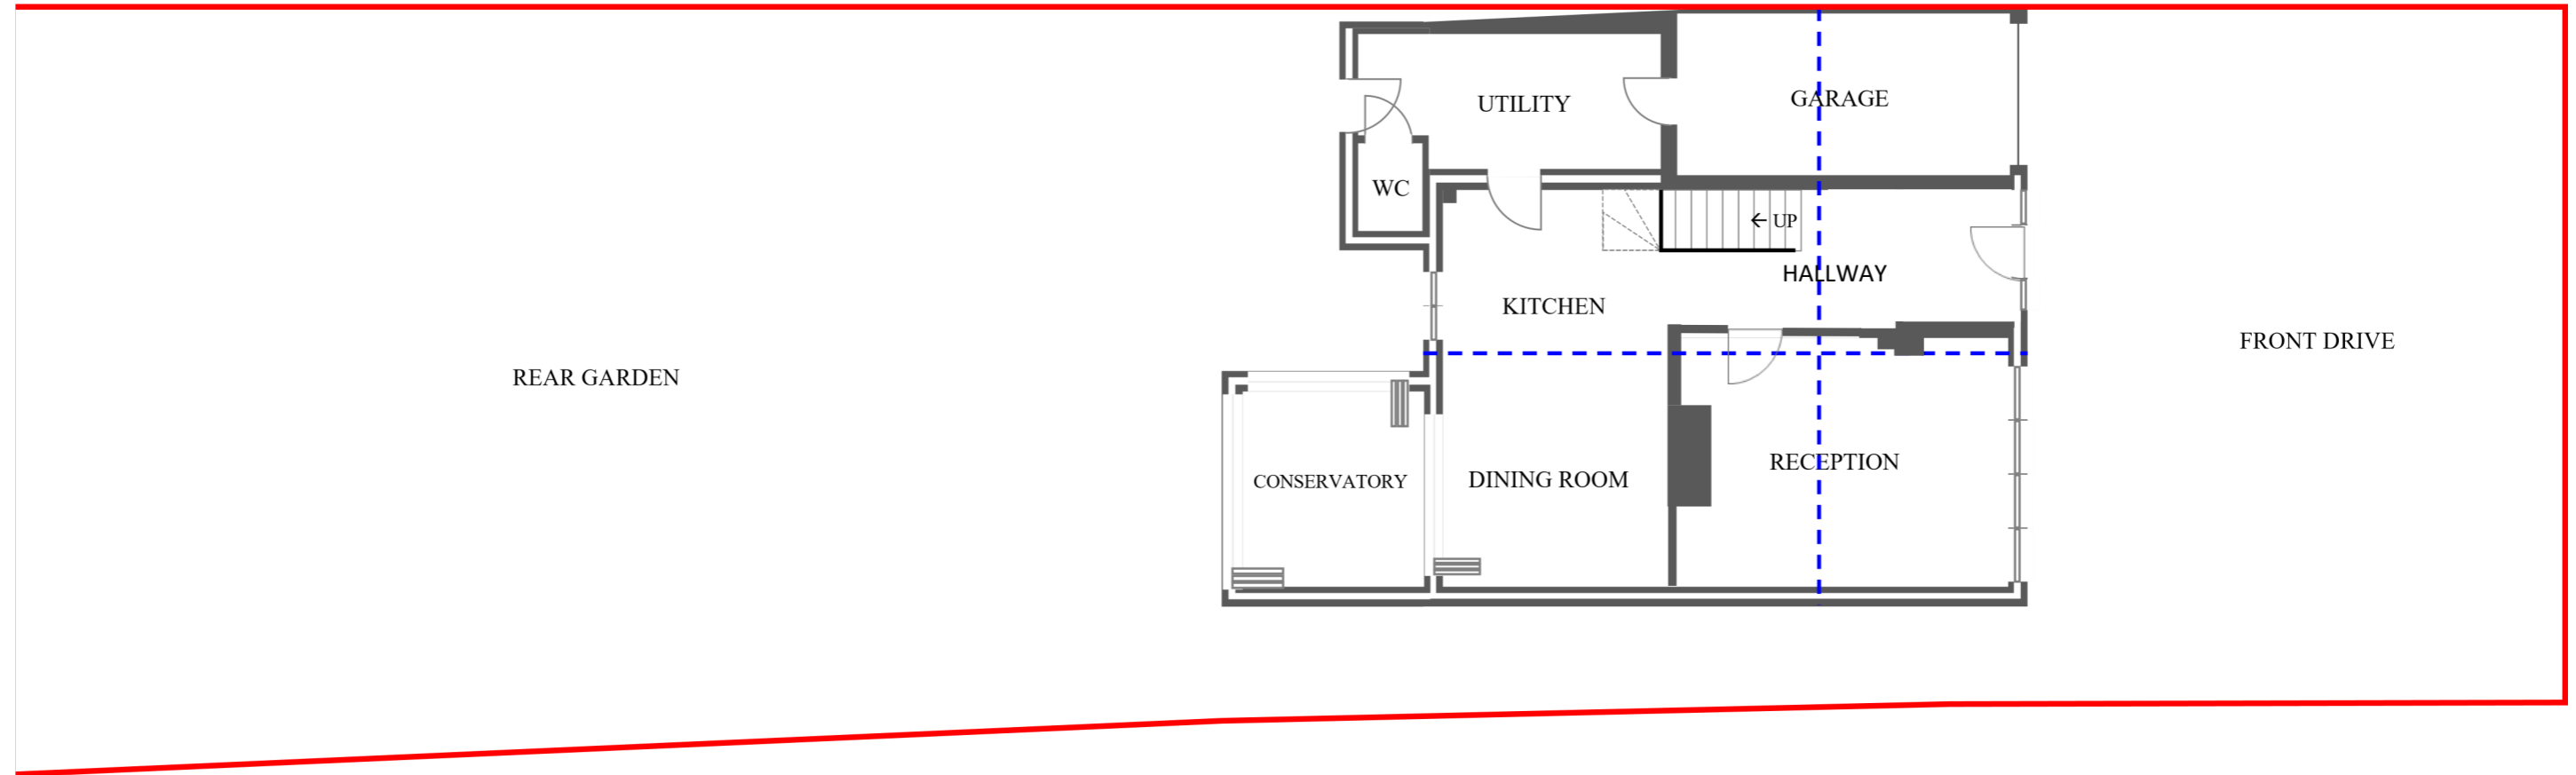 GARAGE
UTILITY
WC
← UP
HALLWAY
KITCHEN
FRONT DRIVE
REAR GARDEN
RECEPTION
DINING ROOM
CONSERVATORY